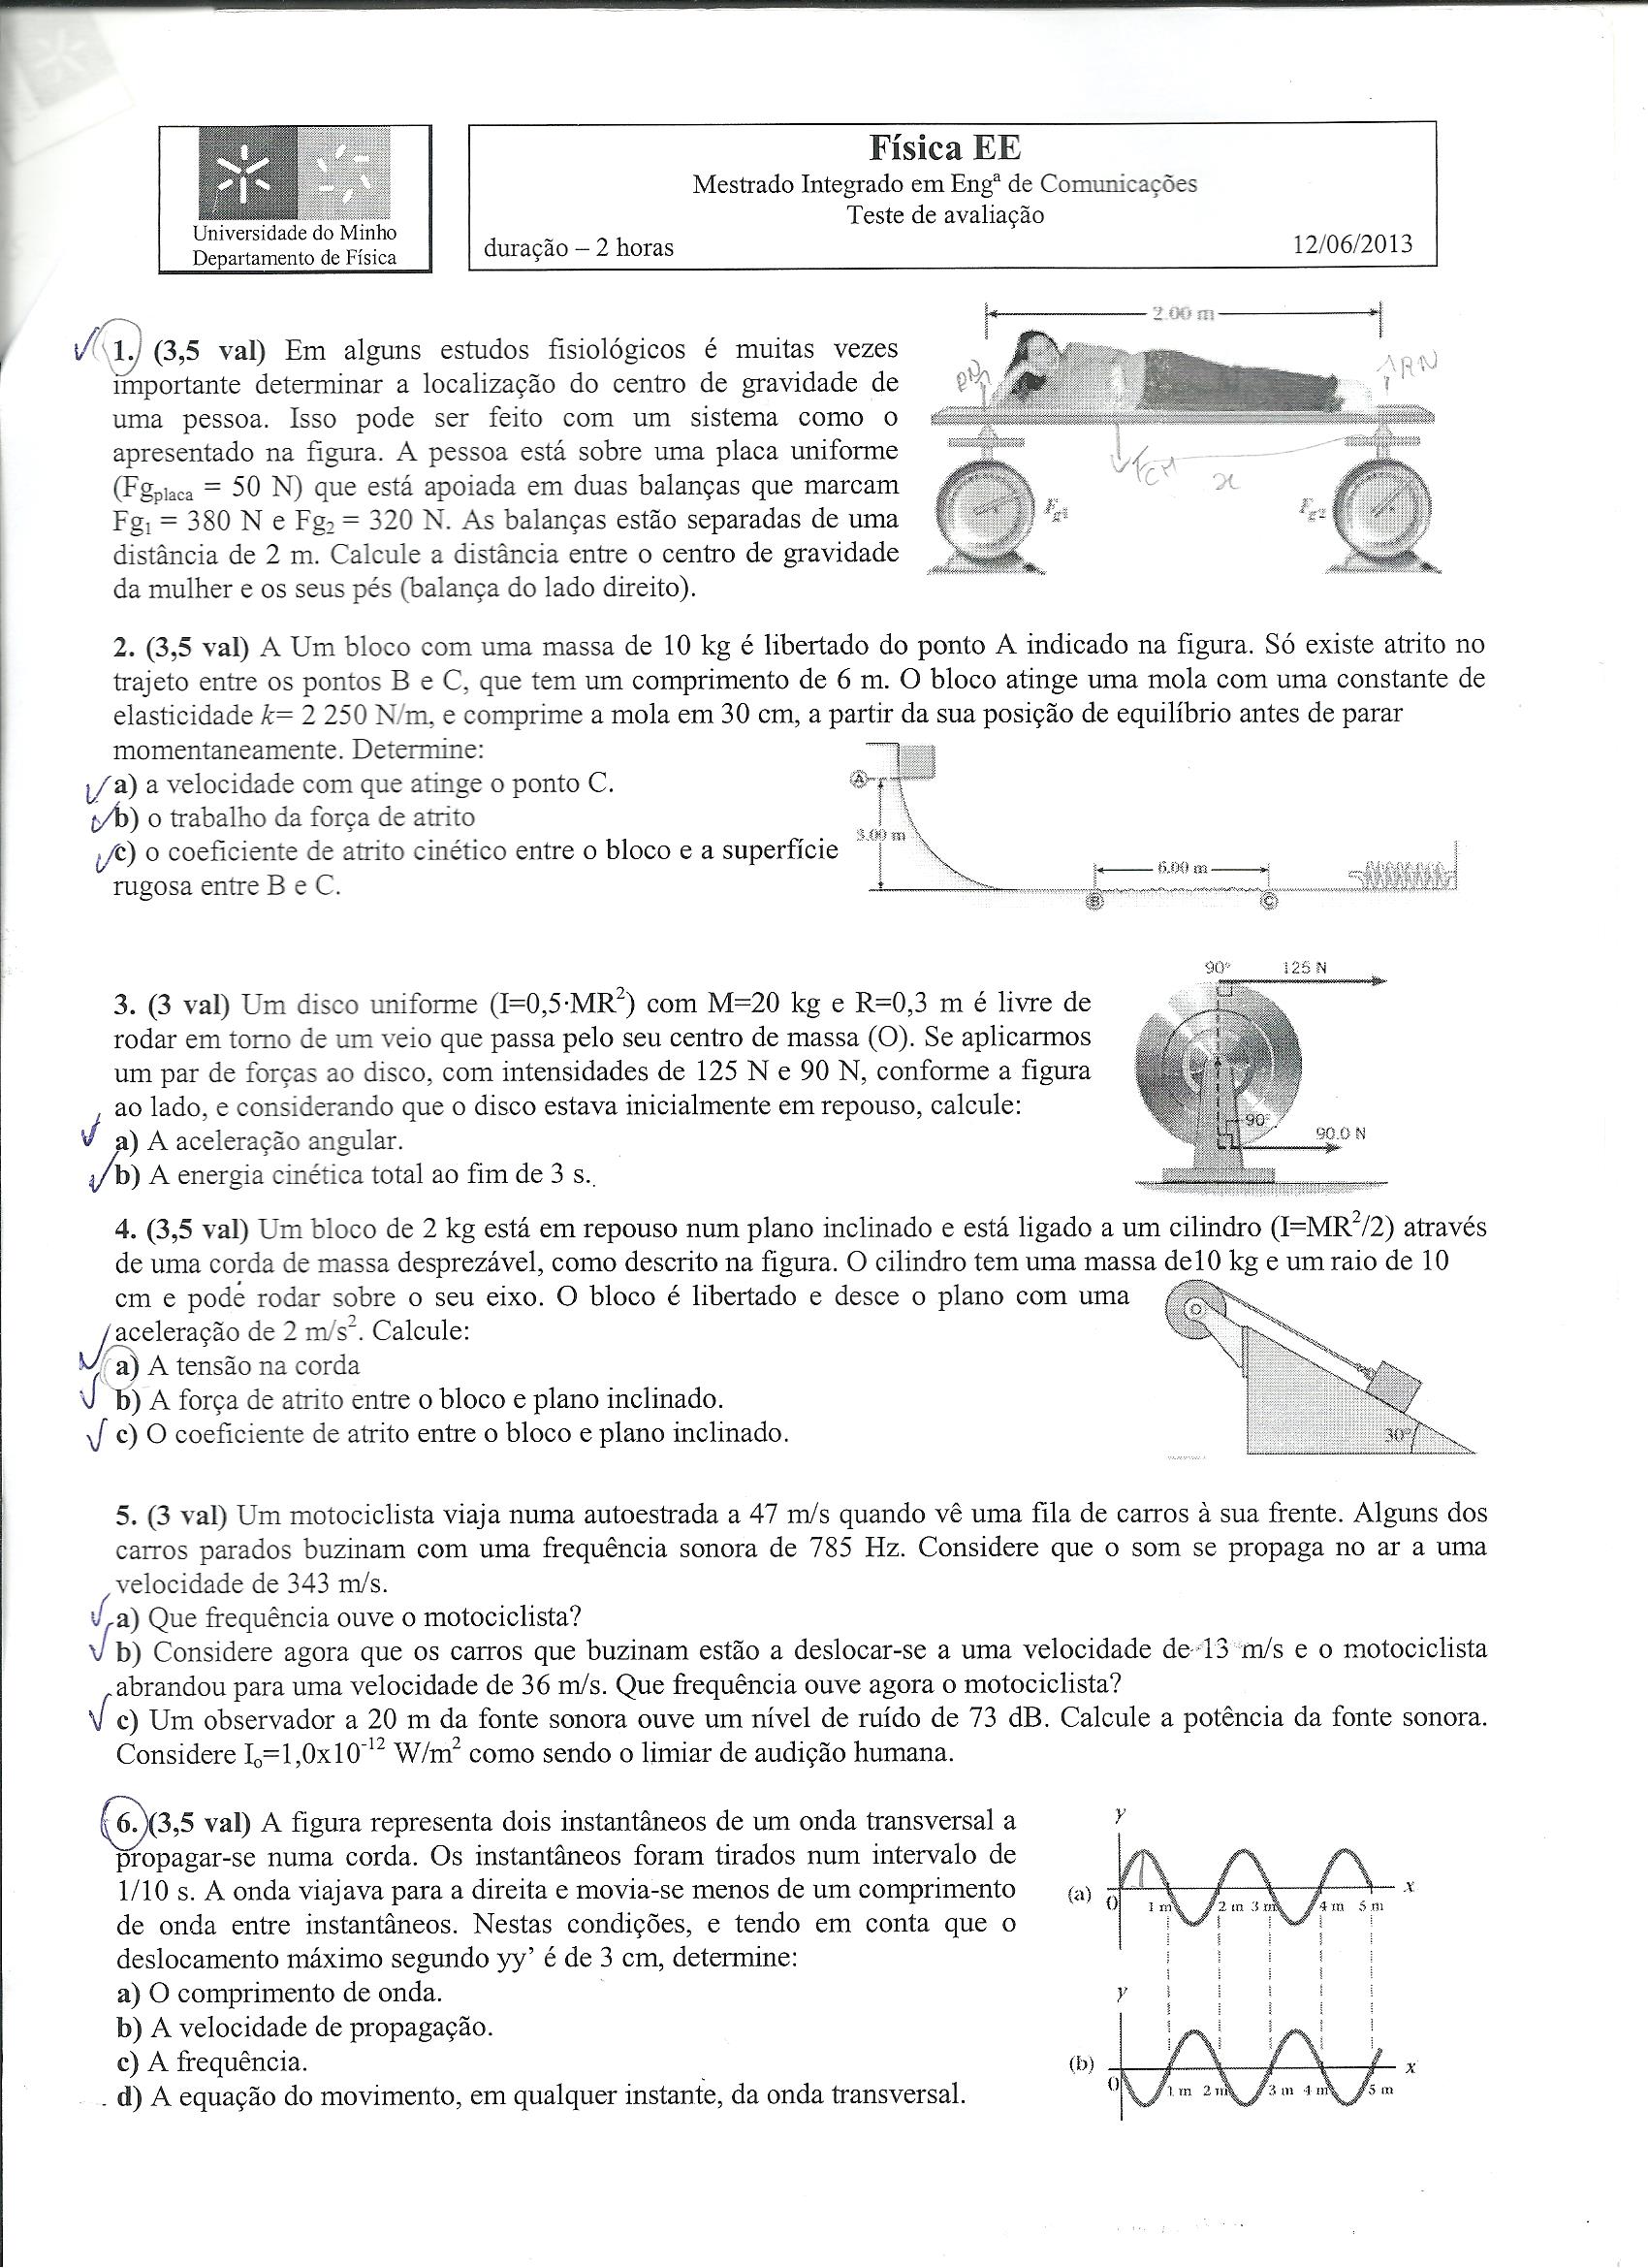 Universidade do Minho
Departamento de Física
Física EE
Mestrado Integrado em Engª de Comunicações
Teste de avaliação
duração – 2 horas 12/06/2013
1. (3,5 val) Em alguns estudos fisiológicos é muitas vezes
importante determinar a localização do centro de gravidade de
uma pessoa. Isso pode ser feito com um sistema como o
apresentado na figura. A pessoa está sobre uma placa uniforme
(Fgplaca = 50 N) que está apoiada em duas balanças que marcam
Fg1 = 380 N e Fg2 = 320 N. As balanças estão separadas de uma
distância de 2 m. Calcule a distância entre o centro de gravidade
da mulher e os seus pés (balança do lado direito).
2.00 m
RN
RN
FCM
x
Fg1
Fg2
2. (3,5 val) A Um bloco com uma massa de 10 kg é libertado do ponto A indicado na figura. Só existe atrito no
trajeto entre os pontos B e C, que tem um comprimento de 6 m. O bloco atinge uma mola com uma constante de
elasticidade k= 2 250 N/m, e comprime a mola em 30 cm, a partir da sua posição de equilíbrio antes de parar
momentaneamente. Determine:
a) a velocidade com que atinge o ponto C.
b) o trabalho da força de atrito
c) o coeficiente de atrito cinético entre o bloco e a superfície
rugosa entre B e C.
A
3.00 m
6.00 m
B
C
3. (3 val) Um disco uniforme (I=0,5·MR²) com M=20 kg e R=0,3 m é livre de
rodar em torno de um veio que passa pelo seu centro de massa (O). Se aplicarmos
um par de forças ao disco, com intensidades de 125 N e 90 N, conforme a figura
ao lado, e considerando que o disco estava inicialmente em repouso, calcule:
a) A aceleração angular.
b) A energia cinética total ao fim de 3 s..
90°
125 N
90°
90.0 N
4. (3,5 val) Um bloco de 2 kg está em repouso num plano inclinado e está ligado a um cilindro (I=MR²/2) através
de uma corda de massa desprezável, como descrito na figura. O cilindro tem uma massa de10 kg e um raio de 10
cm e pode rodar sobre o seu eixo. O bloco é libertado e desce o plano com uma
aceleração de 2 m/s². Calcule:
a) A tensão na corda
b) A força de atrito entre o bloco e plano inclinado.
c) O coeficiente de atrito entre o bloco e plano inclinado.
30°
5. (3 val) Um motociclista viaja numa autoestrada a 47 m/s quando vê uma fila de carros à sua frente. Alguns dos
carros parados buzinam com uma frequência sonora de 785 Hz. Considere que o som se propaga no ar a uma
velocidade de 343 m/s.
a) Que frequência ouve o motociclista?
b) Considere agora que os carros que buzinam estão a deslocar-se a uma velocidade de 13 m/s e o motociclista
abrandou para uma velocidade de 36 m/s. Que frequência ouve agora o motociclista?
c) Um observador a 20 m da fonte sonora ouve um nível de ruído de 73 dB. Calcule a potência da fonte sonora.
Considere Io=1,0x10⁻¹² W/m² como sendo o limiar de audição humana.
6. (3,5 val) A figura representa dois instantâneos de um onda transversal a
propagar-se numa corda. Os instantâneos foram tirados num intervalo de
1/10 s. A onda viajava para a direita e movia-se menos de um comprimento
de onda entre instantâneos. Nestas condições, e tendo em conta que o
deslocamento máximo segundo yy’ é de 3 cm, determine:
a) O comprimento de onda.
b) A velocidade de propagação.
c) A frequência.
d) A equação do movimento, em qualquer instante, da onda transversal.
y
(a) 0 1 m 2 m 3 m 4 m 5 m x
y
(b) 0 1 m 2 m 3 m 4 m 5 m x